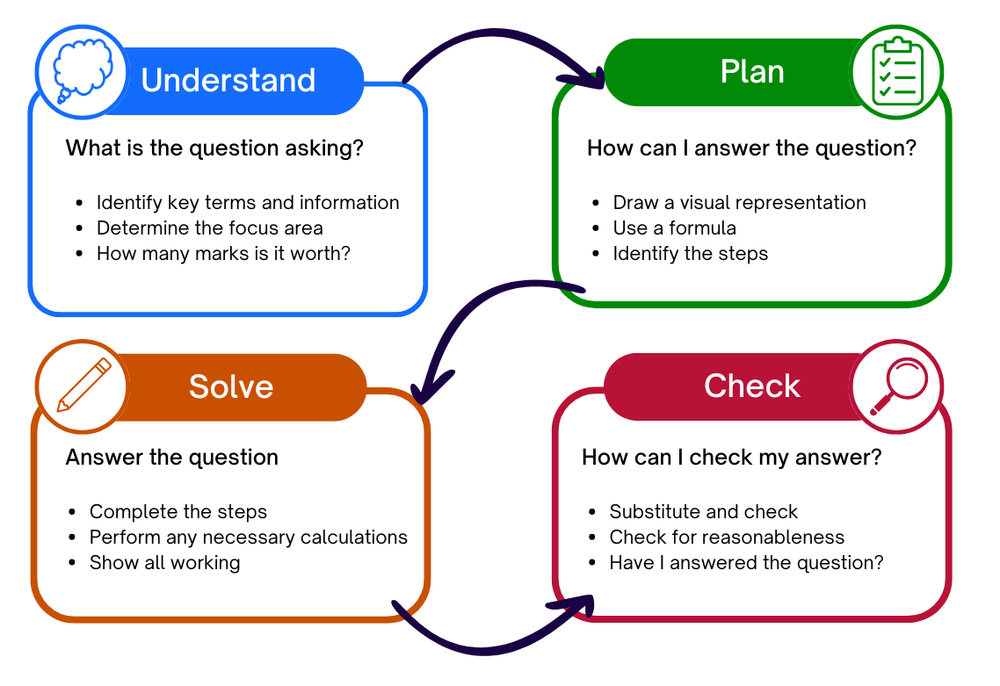 Understand
What is the question asking?
• Identify key terms and information
• Determine the focus area
• How many marks is it worth?
Plan
How can I answer the question?
• Draw a visual representation
• Use a formula
• Identify the steps
Solve
Answer the question
• Complete the steps
• Perform any necessary calculations
• Show all working
Check
How can I check my answer?
• Substitute and check
• Check for reasonableness
• Have I answered the question?